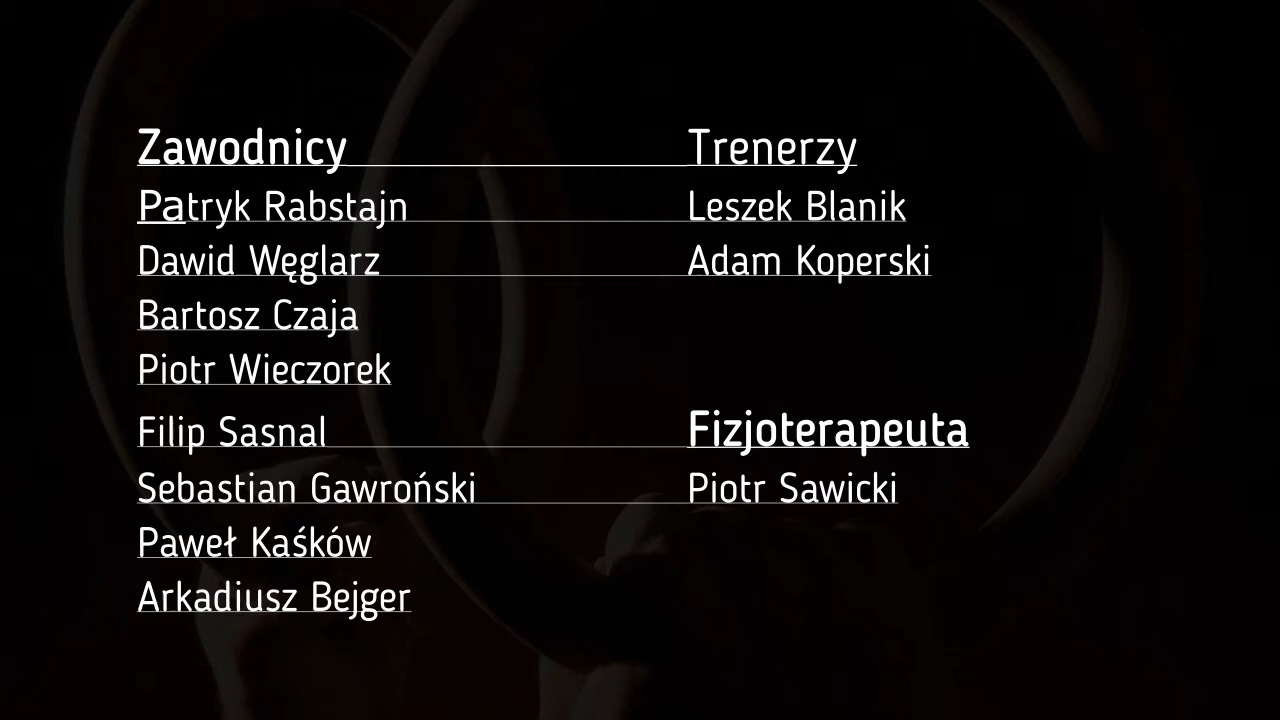 Zawodnicy Trenerzy
Patryk Rabstajn Leszek Blanik
Dawid Węglarz Adam Koperski
Bartosz Czaja
Piotr Wieczorek
Filip Sasnal Fizjoterapeuta
Sebastian Gawroński Piotr Sawicki
Paweł Kaśków
Arkadiusz Bejger